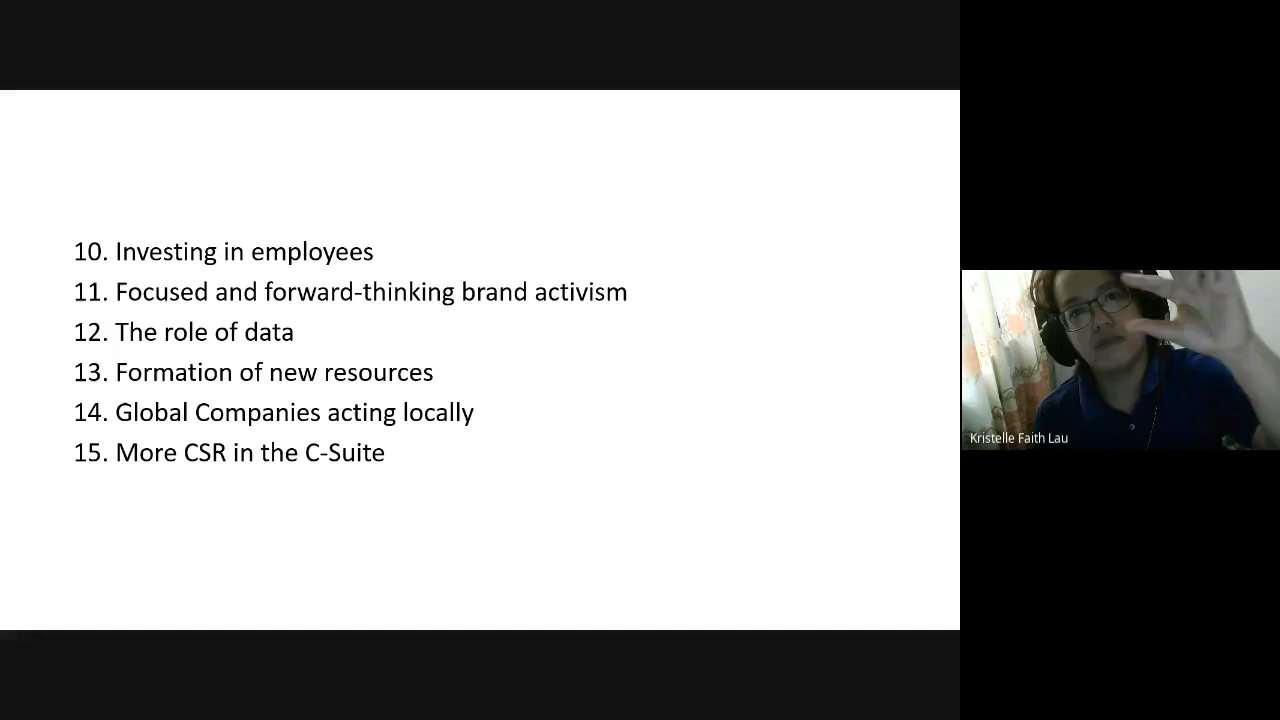 10. Investing in employees
11. Focused and forward-thinking brand activism
12. The role of data
13. Formation of new resources
14. Global Companies acting locally
15. More CSR in the C-Suite
Kristelle Faith Lau